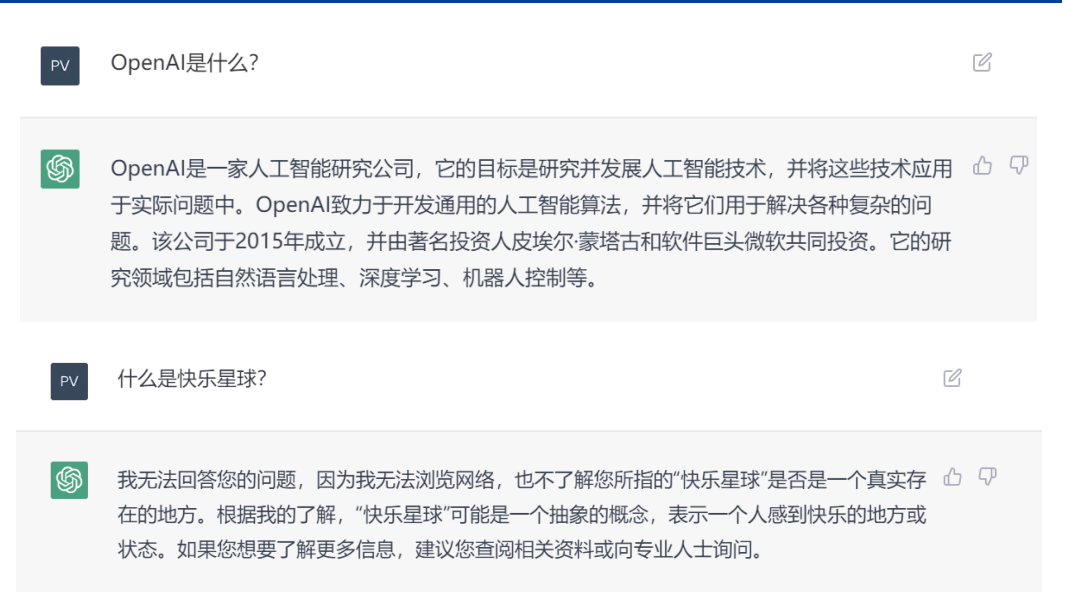 PV
OpenAI是什么？
OpenAI是一家人工智能研究公司，它的目标是研究并发展人工智能技术，并将这些技术应用
于实际问题中。OpenAI致力于开发通用的人工智能算法，并将它们用于解决各种复杂的问
题。该公司于2015年成立，并由著名投资人皮埃尔·蒙塔古和软件巨头微软共同投资。它的研
究领域包括自然语言处理、深度学习、机器人控制等。
PV
什么是快乐星球？
我无法回答您的问题，因为我无法浏览网络，也不了解您所指的“快乐星球”是否是一个真实存
在的地方。根据我的了解，“快乐星球”可能是一个抽象的概念，表示一个人感到快乐的地方或
状态。如果您想要了解更多信息，建议您查阅相关资料或向专业人士询问。